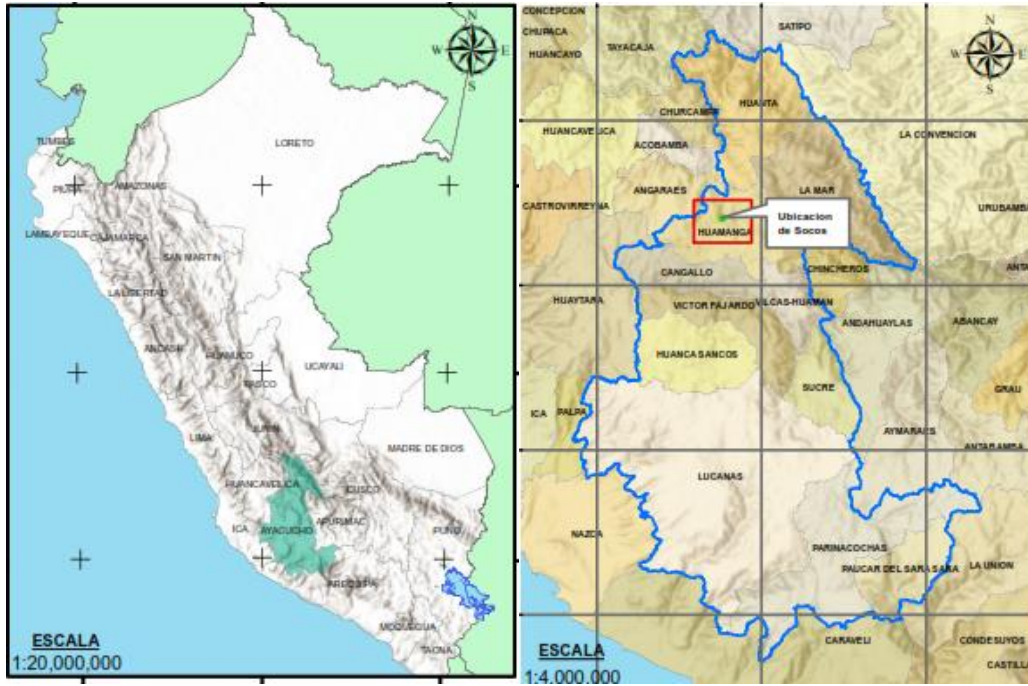 N
W E
S
TUMBES
LORETO
PIURA
AMAZONAS
LAMBAYEQUE
CAJAMARCA
SAN MARTIN
LA LIBERTAD
ANCASH
HUANUCO
UCAYALI
PASCO
LIMA
JUNIN
MADRE DE DIOS
HUANCAVELICA
CUSCO
ICA
AYACUCHO
APURIMAC
PUNO
AREQUIPA
MOQUEGUA
TACNA
ESCALA
1:20,000,000
CONCEPCION
CHUPACA
HUANCAYO
TAYACAJA
SATIPO
N
W E
S
HUANTA
CHURCAMPA
HUANCAVELICA
LA CONVENCION
ACOBAMBA
ANGARAES
LA MAR
CASTROVIRREYNA
URUBAMBA
Ubicacion
de Socos
HUAMANGA
CANGALLO
CHINCHEROS
ANTA
HUAYTARA
VICTOR FAJARDO
VILCAS-HUAMAN
ANDAHUAYLAS
ABANCAY
HUANCA SANCOS
SUCRE
GRAU
ICA
PALPA
AYMARAES
ANTABAMBA
LUCANAS
NAZCA
PARINACOCHAS
PAUCAR DEL SARA SARA
LA UNION
CARAVELI
CONDESUYOS
CASTILL
ESCALA
1:4,000,000